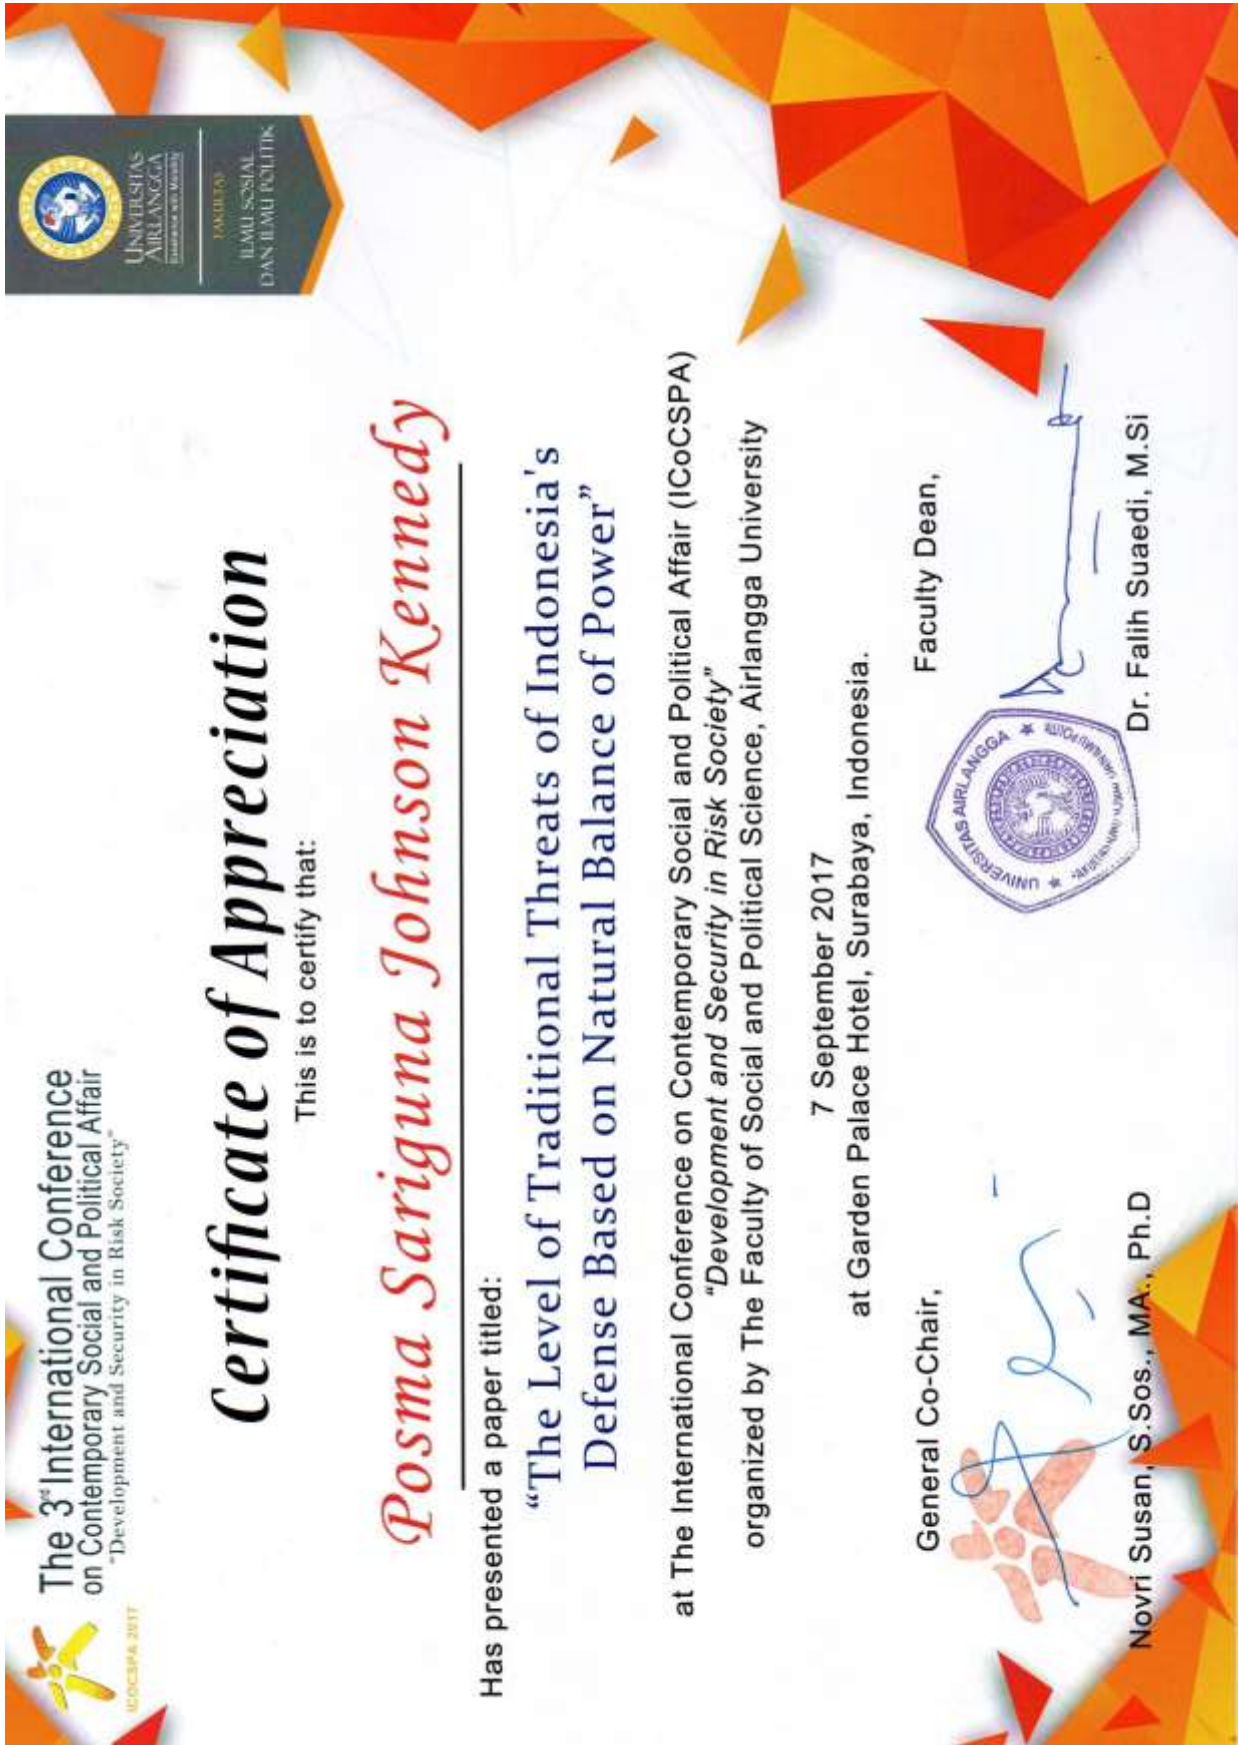 The 3rd International Conference
on Contemporary Social and Political Affair
"Development and Security in Risk Society"
ICOCSPA 2017
UNIVERSITAS
AIRLANGGA
Excellence with Morality
FAKULTAS
ILMU SOSIAL
DAN ILMU POLITIK
Certificate of Appreciation
This is to certify that:
Posma Sariguna Johnson Kennedy
Has presented a paper titled:
“The Level of Traditional Threats of Indonesia's
Defense Based on Natural Balance of Power”
at The International Conference on Contemporary Social and Political Affair (ICoCSPA)
“Development and Security in Risk Society”
organized by The Faculty of Social and Political Science, Airlangga University
7 September 2017
at Garden Palace Hotel, Surabaya, Indonesia.
General Co-Chair,
Novri Susan, S.Sos., MA., Ph.D
Faculty Dean,
UNIVERSITAS AIRLANGGA
Dr. Falih Suaedi, M.Si